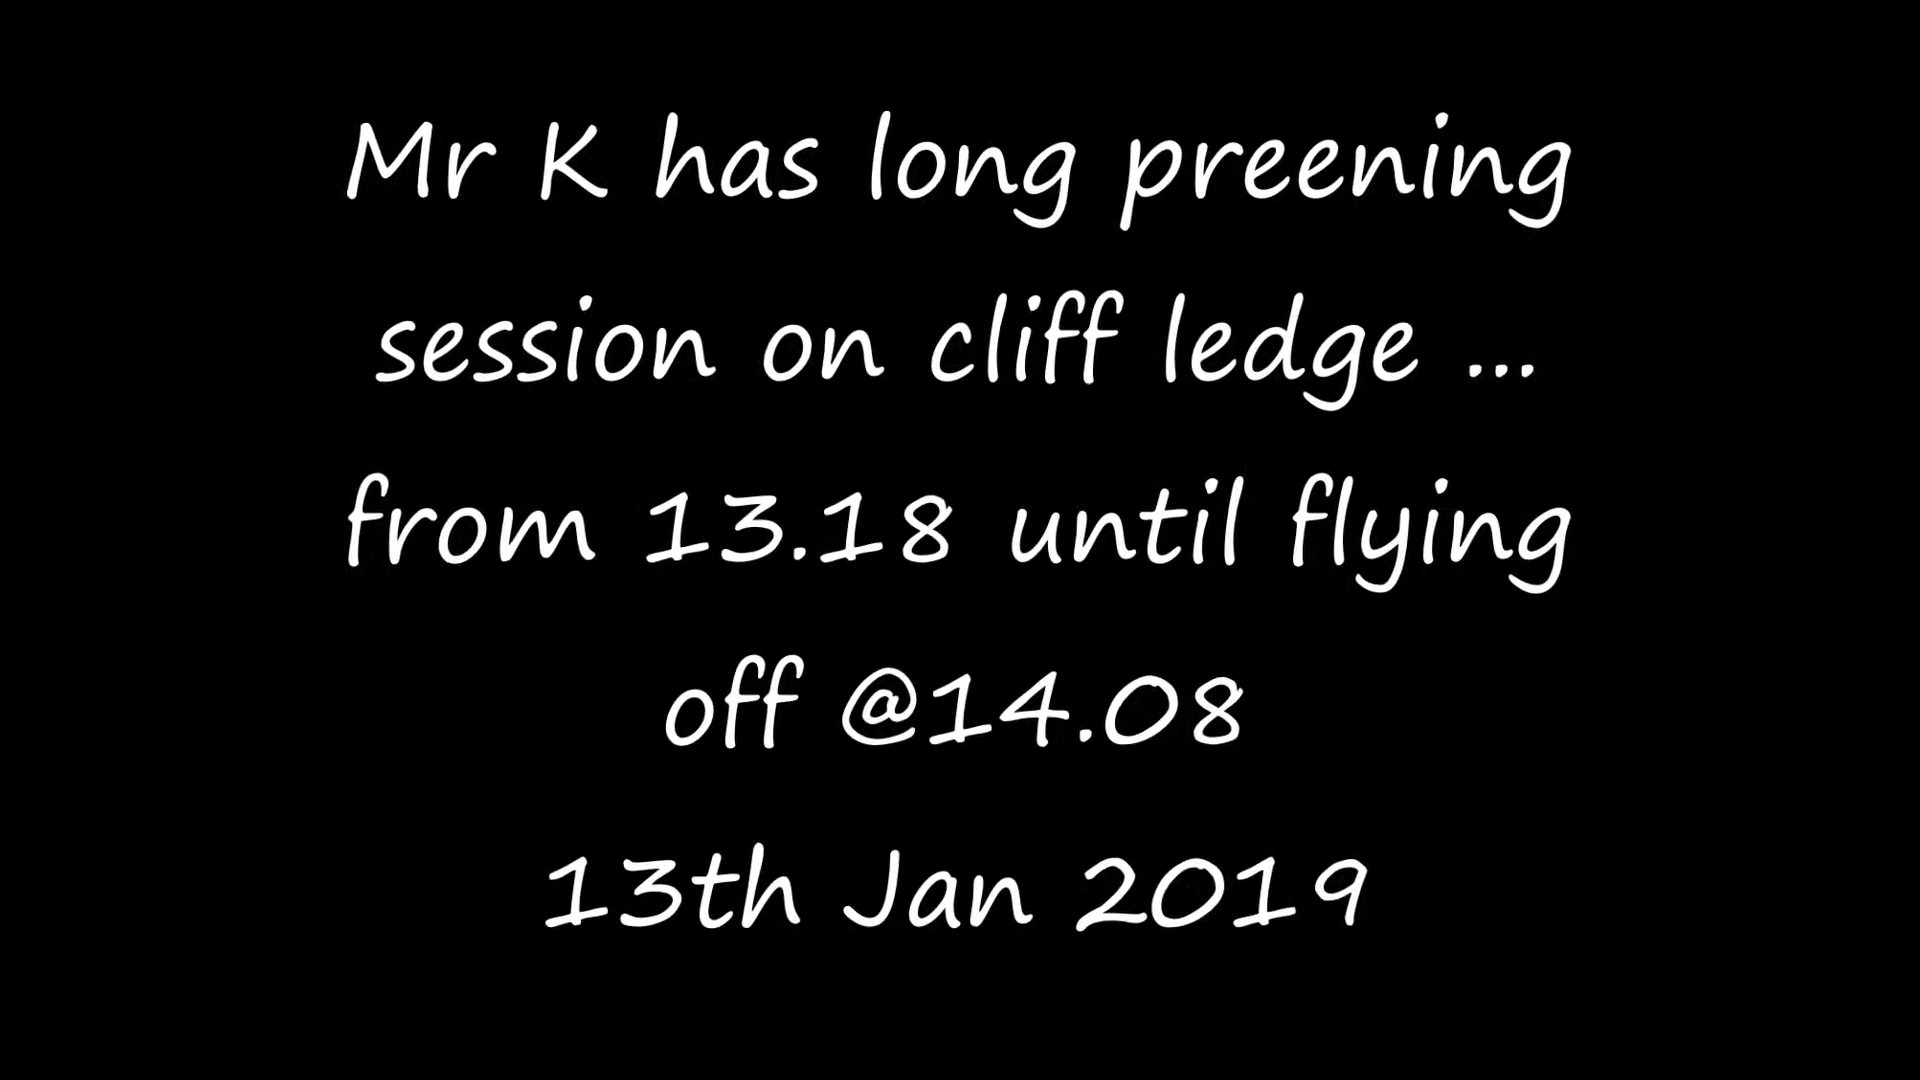 Mr K has long preening
session on cliff ledge ...
from 13.18 until flying
off @14.08
13th Jan 2019